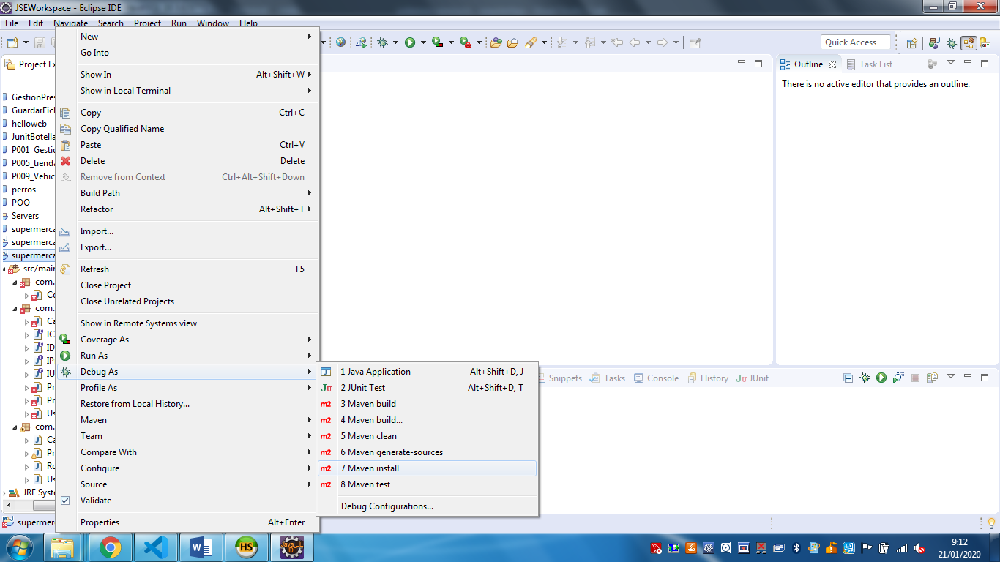 JSEWorkspace - Eclipse IDE
File Edit Navigate Search Project Run Window Help
Quick Access
Project Ex
GestionPres
GuardarFich
helloweb
JunitBotella
P001_Gestic
P005_tienda
P009_Vehic
perros
POO
Servers
supermerca
supermerca
supermerca
src/main
com.
Co
com.
Ca
IC
ID
IP
IU
Pr
Pr
Us
com.
Ca
Pr
Ro
Us
JRE Syste
supermer
New
Go Into
Show In Alt+Shift+W
Show in Local Terminal
Copy Ctrl+C
Copy Qualified Name
Paste Ctrl+V
Delete Delete
Remove from Context Ctrl+Alt+Shift+Down
Build Path
Refactor Alt+Shift+T
Import...
Export...
Refresh F5
Close Project
Close Unrelated Projects
Show in Remote Systems view
Coverage As
Run As
Debug As
Profile As
Restore from Local History...
Maven
Team
Compare With
Configure
Source
Validate
Properties Alt+Enter
1 Java Application Alt+Shift+D, J
2 JUnit Test Alt+Shift+D, T
m2 3 Maven build
m2 4 Maven build...
m2 5 Maven clean
m2 6 Maven generate-sources
m2 7 Maven install
m2 8 Maven test
Debug Configurations...
Outline Task List
There is no active editor that provides an outline.
Snippets Tasks Console History JUnit
HS
Java EE
IDE
9:12
21/01/2020